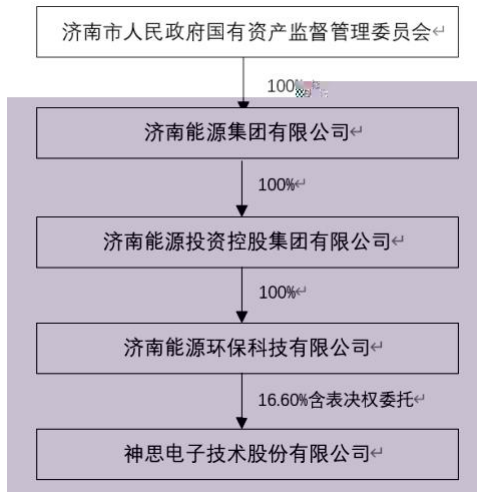 济南市人民政府国有资产监督管理委员会
100%
济南能源集团有限公司
100%
济南能源投资控股集团有限公司
100%
济南能源环保科技有限公司
16.60%含表决权委托
神思电子技术股份有限公司